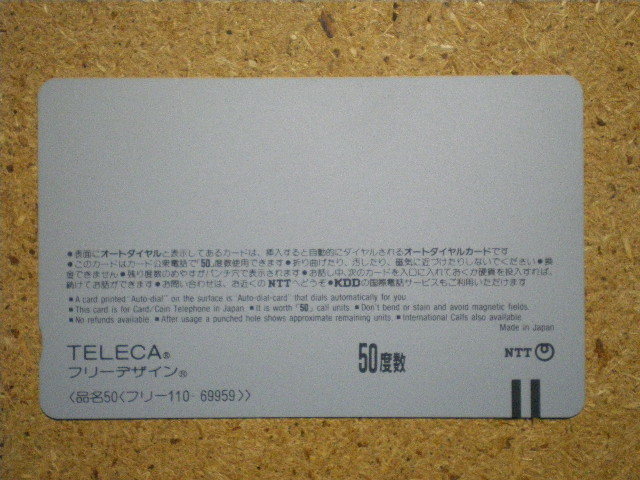 ●表面にオートダイヤルと表示してあるカードは、挿入すると自動的にダイヤルされるオートダイヤルカードです
●このカードはカード公衆電話で「50」度数使用できます●折り曲げたり、汚したり、磁気に近づけたりしないでください●換
金できません●残り度数のめやすがパンチ穴で表示されます●お話し中、次のカードを入口に入れておくか硬貨を投入すれば、
続けてお話ができます●お問い合わせは、お近くのNTTへどうぞ●KDDの国際電話サービスもご利用いただけます
■A card printed "Auto-dial" on the surface is "Auto-dial-card" that dials automatically for you.
■This card is for Card/Coin Telephone in Japan ■It is worth "50" call units. ■Don't bend or stain and avoid magnetic fields.
■No refunds available. ■After usage a punched hole shows approximate remaining units. ■International Calls also available.
Made in Japan
TELECA®
フリーデザイン®
50度数
NTT
〈品名50〈フリー110- 69959〉〉